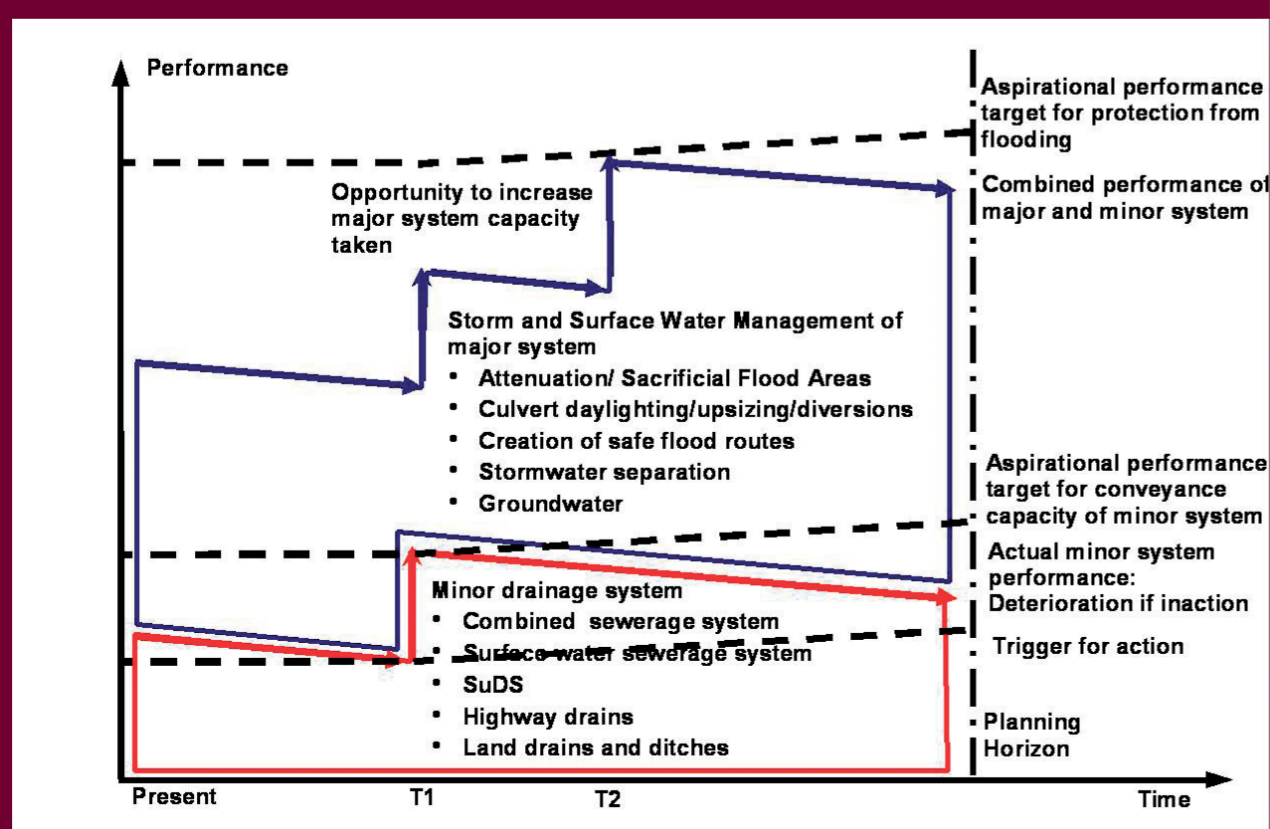 Performance
Aspirational performance
target for protection from
flooding
Combined performance of
major and minor system
Opportunity to increase
major system capacity
taken
Storm and Surface Water Management of
major system
· Attenuation/ Sacrificial Flood Areas
· Culvert daylighting/upsizing/diversions
· Creation of safe flood routes
· Stormwater separation
· Groundwater
Aspirational performance
target for conveyance
capacity of minor system
Actual minor system
performance:
Deterioration if inaction
Minor drainage system
· Combined sewerage system
· Surface water sewerage system
· SuDS
· Highway drains
· Land drains and ditches
Trigger for action
Planning
Horizon
Present
T1
T2
Time